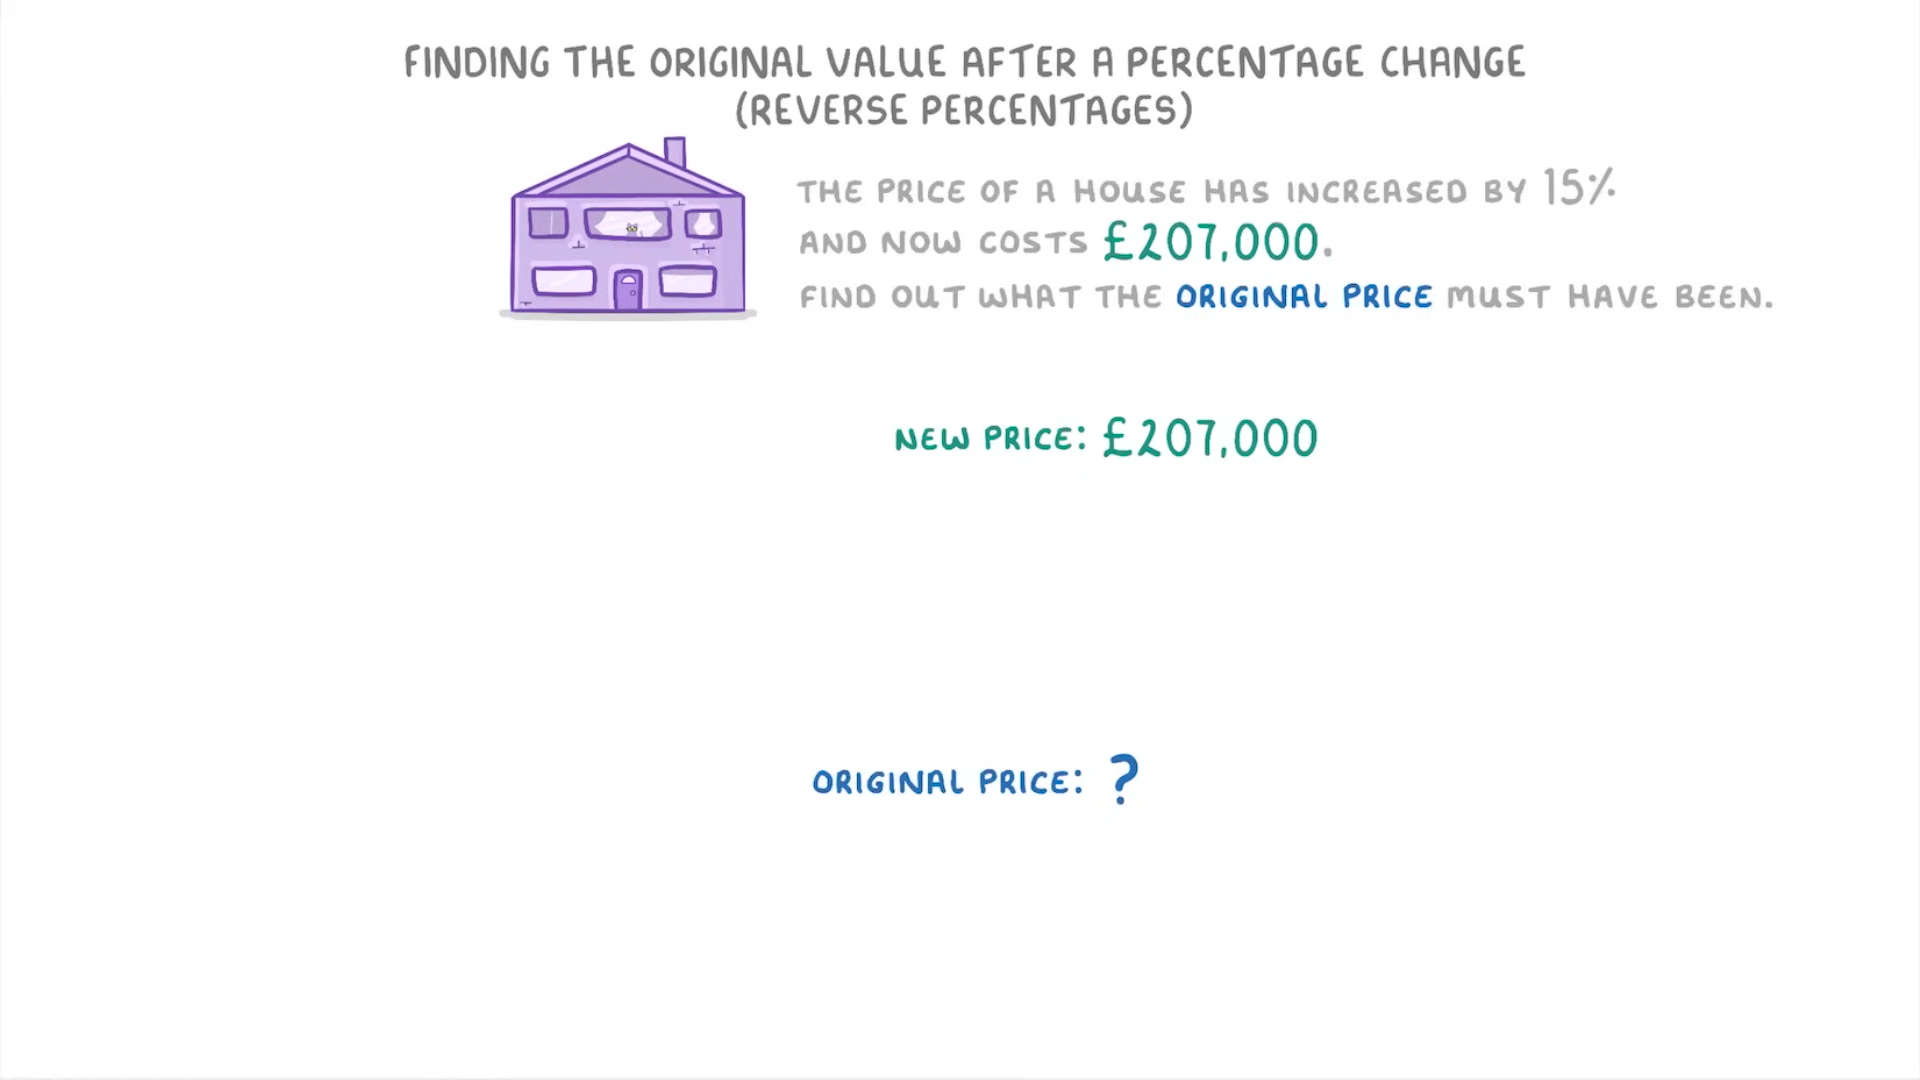 FINDING THE ORIGINAL VALUE AFTER A PERCENTAGE CHANGE
(REVERSE PERCENTAGES)
THE PRICE OF A HOUSE HAS INCREASED BY 15%
AND NOW COSTS £207,000.
FIND OUT WHAT THE ORIGINAL PRICE MUST HAVE BEEN.
NEW PRICE: £207,000
ORIGINAL PRICE: ?